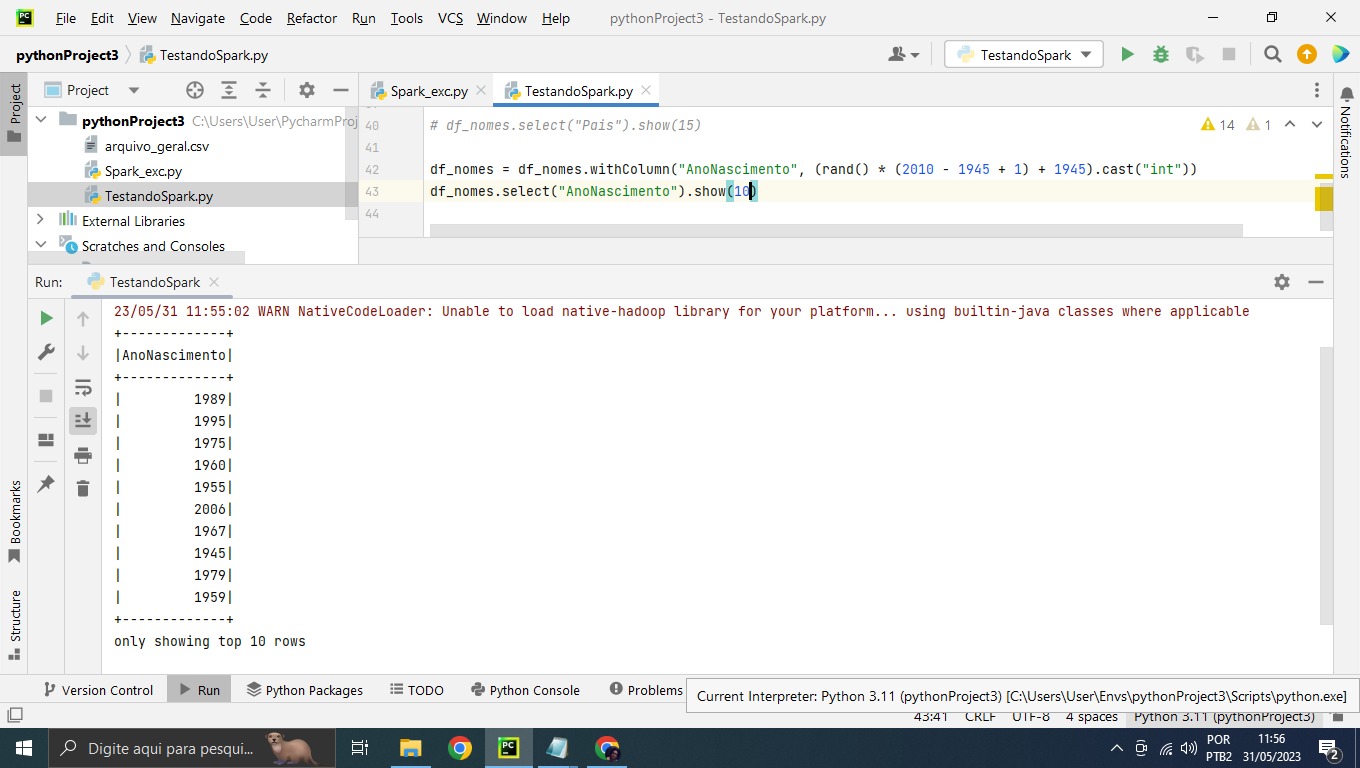 File Edit View Navigate Code Refactor Run Tools VCS Window Help pythonProject3 - TestandoSpark.py
pythonProject3 TestandoSpark.py TestandoSpark
Project
Project
Spark_exc.py TestandoSpark.py
Notifications
pythonProject3 C:\Users\User\PycharmProj
arquivo_geral.csv
Spark_exc.py
TestandoSpark.py
External Libraries
Scratches and Consoles
40 # df_nomes.select("Pais").show(15)
14 1
41
42 df_nomes = df_nomes.withColumn("AnoNascimento", (rand() * (2010 - 1945 + 1) + 1945).cast("int"))
43 df_nomes.select("AnoNascimento").show(10)
44
Run: TestandoSpark
23/05/31 11:55:02 WARN NativeCodeLoader: Unable to load native-hadoop library for your platform... using builtin-java classes where applicable
+-------------+
|AnoNascimento|
+-------------+
|         1989|
|         1995|
|         1975|
|         1960|
|         1955|
|         2006|
|         1967|
|         1945|
|         1979|
|         1959|
+-------------+
only showing top 10 rows
Bookmarks
Structure
Version Control Run Python Packages TODO Python Console Problems
Current Interpreter: Python 3.11 (pythonProject3) [C:\Users\User\Envs\pythonProject3\Scripts\python.exe]
43:41 CRLF UTF-8 4 spaces Python 3.11 (pythonProject3)
PC Digite aqui para pesqui... PC
POR
PTB2
11:56
31/05/2023
2